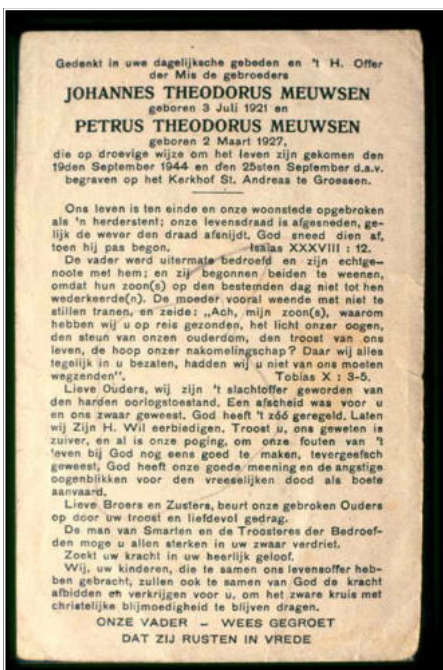 Gedenkt in uwe dagelijksche gebeden en 't H. Offer
der Mis de gebroeders
JOHANNES THEODORUS MEUWSEN
geboren 3 Juli 1921 en
PETRUS THEODORUS MEUWSEN
geboren 2 Maart 1927,
die op droevige wijze om het leven zijn gekomen den
19den September 1944 en den 25sten September d.a.v.
begraven op het Kerkhof St. Andreas te Groessen.
Ons leven is ten einde en onze woonstede opgebroken
als 'n herderstent; onze levensdraad is afgesneden, ge-
lijk de wever den draad afsnijdt. God sneed dien af,
toen hij pas begon. Isaïas XXXVIII : 12.
De vader werd uitermate bedroefd en zijn echtge-
noote met hem; en zij begonnen beiden te weenen,
omdat hun zoon(s) op den bestemden dag niet tot hen
wederkeerde(n). De moeder vooral weende met niet te
stillen tranen, en zeide: „Ach, mijn zoon(s), waarom
hebben wij u op reis gezonden, het licht onzer oogen,
den steun van onzen ouderdom, den troost van ons
leven, de hoop onzer nakomelingschap? Daar wij alles
tegelijk in u bezaten, hadden wij u niet van ons moeten
wegzenden". Tobias X : 3-5.
Lieve Ouders, wij zijn 't slachtoffer geworden van
den harden oorlogstoestand. Een afscheid was voor u
en ons zwaar geweest. God heeft 't zóó geregeld. Laten
wij Zijn H. Wil eerbiedigen. Troost u, ons geweten is
zuiver, en al is onze poging, om onze fouten van 't
leven bij God nog eens goed te maken, tevergeefsch
geweest, God heeft onze goede meening en de angstige
oogenblikken voor den vreeselijken dood als boete
aanvaard.
Lieve Broers en Zusters, beurt onze gebroken Ouders
op door uw troost en liefdevol gedrag.
De man van Smarten en de Troosteres der Bedroef-
den moge u allen sterken in uw zwaar verdriet.
Zoekt uw kracht in uw heerlijk geloof.
Wij, uw kinderen, die te samen ons levensoffer heb-
ben gebracht, zullen ook te samen van God de kracht
afbidden en verkrijgen voor u, om het zware kruis met
christelijke blijmoedigheid te blijven dragen.
ONZE VADER – WEES GEGROET
DAT ZIJ RUSTEN IN VREDE